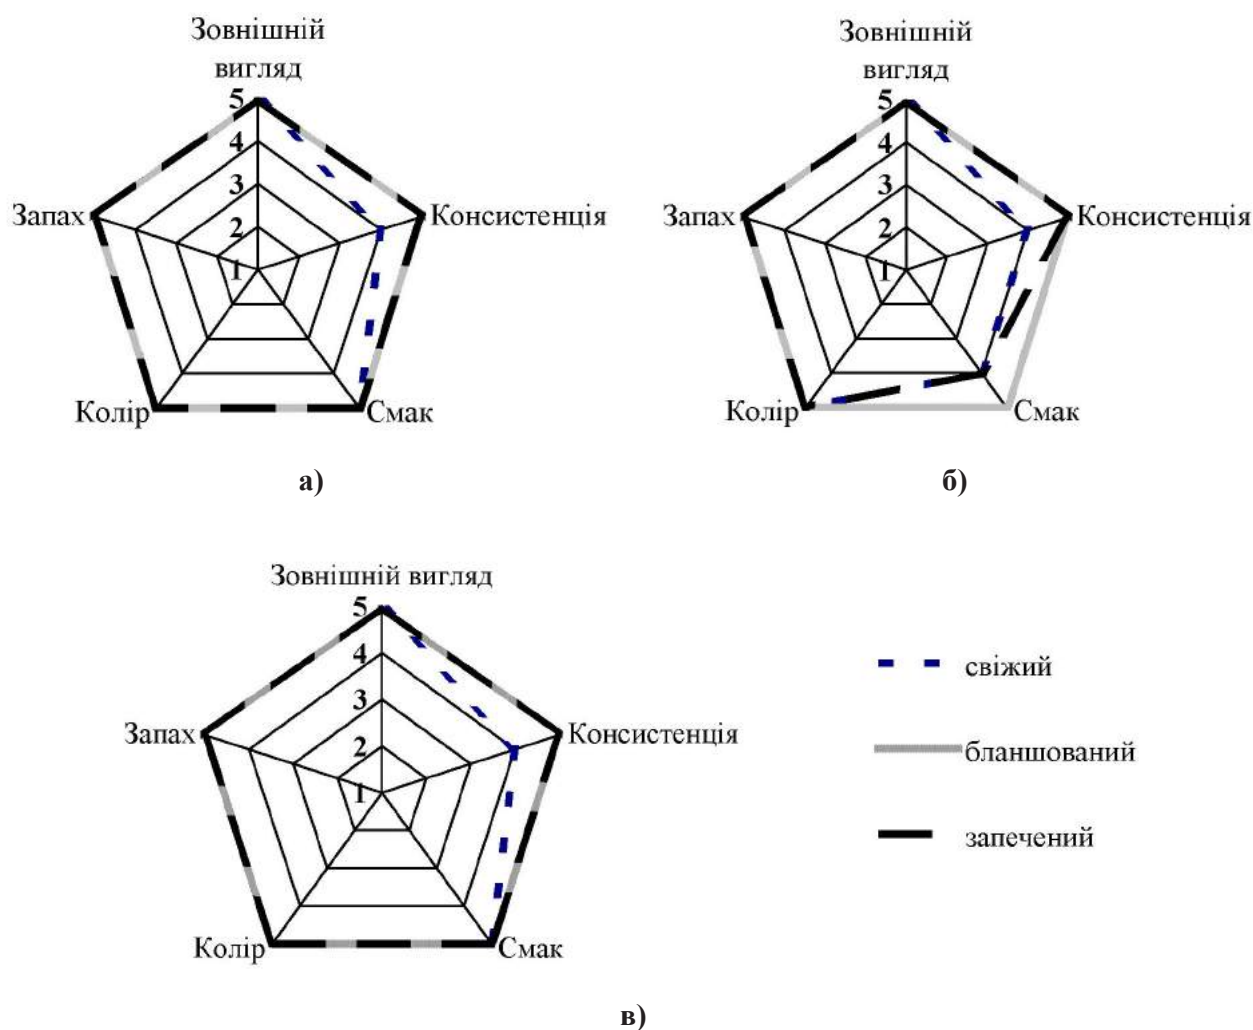 Зовнішній
вигляд
5
4
3
2
1
Запах
Консистенція
Колір
Смак
а)
Зовнішній
вигляд
5
4
3
2
1
Запах
Консистенція
Колір
Смак
б)
Зовнішній вигляд
5
4
3
2
1
Запах
Консистенція
Колір
Смак
свіжий
бланшований
запечений
в)